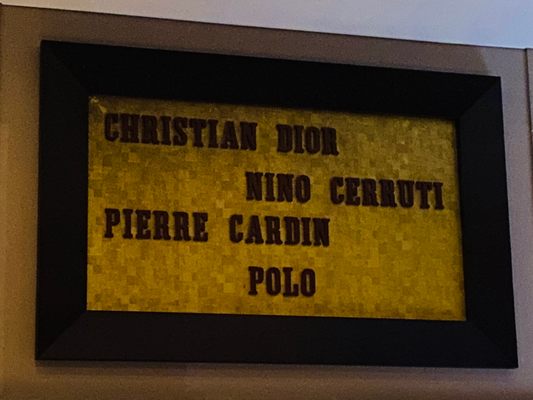 CHRISTIAN DIOR
NINO CERRUTI
PIERRE CARDIN
POLO